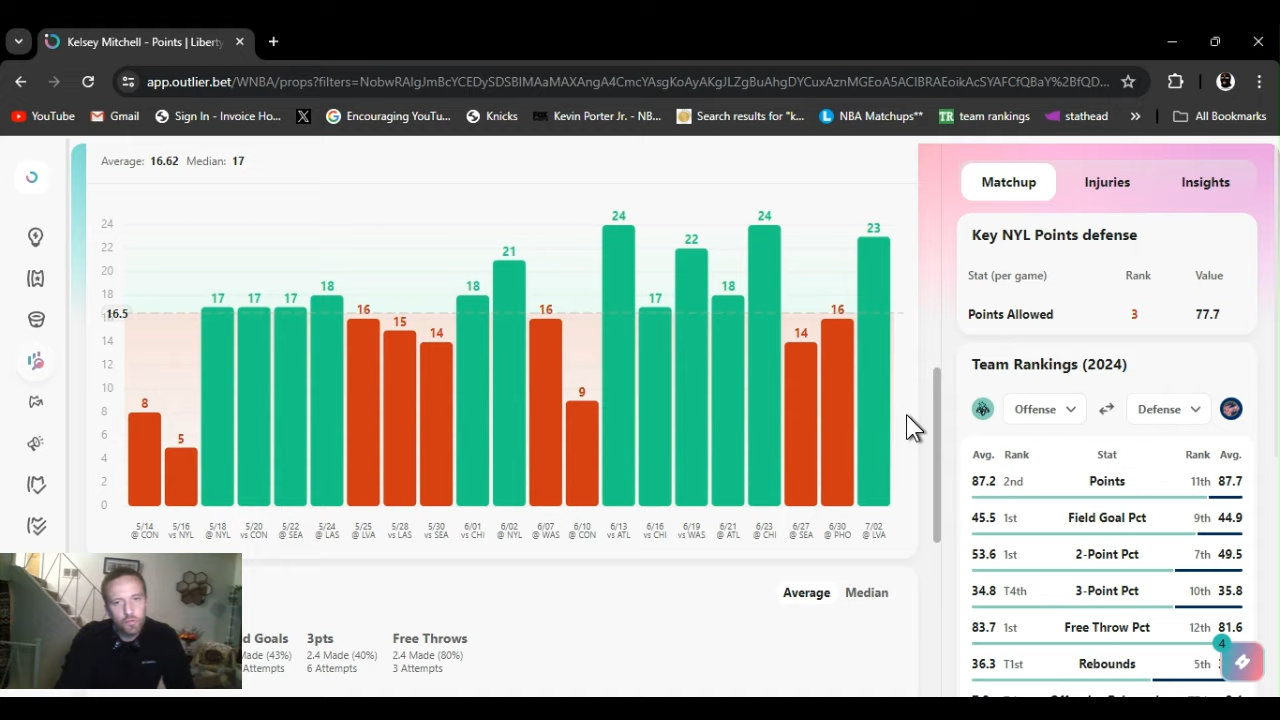 Kelsey Mitchell - Points | Liberty
app.outlier.bet/WNBA/props?filters=NobwRAlgJmBcYCEDySDSBIMAaMAXAngA4CmcYAsgKoAyAKgJLZgBuAhgDYCuxAznMGEoA5ACIBRAEoikAcSYAFCfQBaY%2BfQD...
YouTube Gmail Sign In - Invoice Ho... Encouraging YouTu... Knicks Kevin Porter Jr. - NB... Search results for "k... NBA Matchups** TR team rankings stathead » All Bookmarks
Average: 16.62 Median: 17
24
22
20
18
16.5
14
12
10
8
6
4
2
0
8 5 17 17 17 18 16 15 14 18 21 16 9 24 17 22 18 24 14 16 23
5/14 5/16 5/18 5/20 5/22 5/24 5/25 5/28 5/30 6/01 6/02 6/07 6/10 6/13 6/16 6/19 6/21 6/23 6/27 6/30 7/02
@ CON vs NYL @ NYL vs CON @ SEA @ LAS @ LVA vs LAS vs SEA vs CHI @ NYL @ WAS @ CON vs ATL vs CHI vs WAS @ ATL @ CHI @ SEA @ PHO @ LVA
Average Median
d Goals 3pts Free Throws
Made (43%) 2.4 Made (40%) 2.4 Made (80%)
Attempts 6 Attempts 3 Attempts
Matchup Injuries Insights
Key NYL Points defense
Stat (per game) Rank Value
Points Allowed 3 77.7
Team Rankings (2024)
Offense Defense
Avg. Rank Stat Rank Avg.
87.2 2nd Points 11th 87.7
45.5 1st Field Goal Pct 9th 44.9
53.6 1st 2-Point Pct 7th 49.5
34.8 T4th 3-Point Pct 10th 35.8
83.7 1st Free Throw Pct 12th 81.6
36.3 T1st Rebounds 5th
4